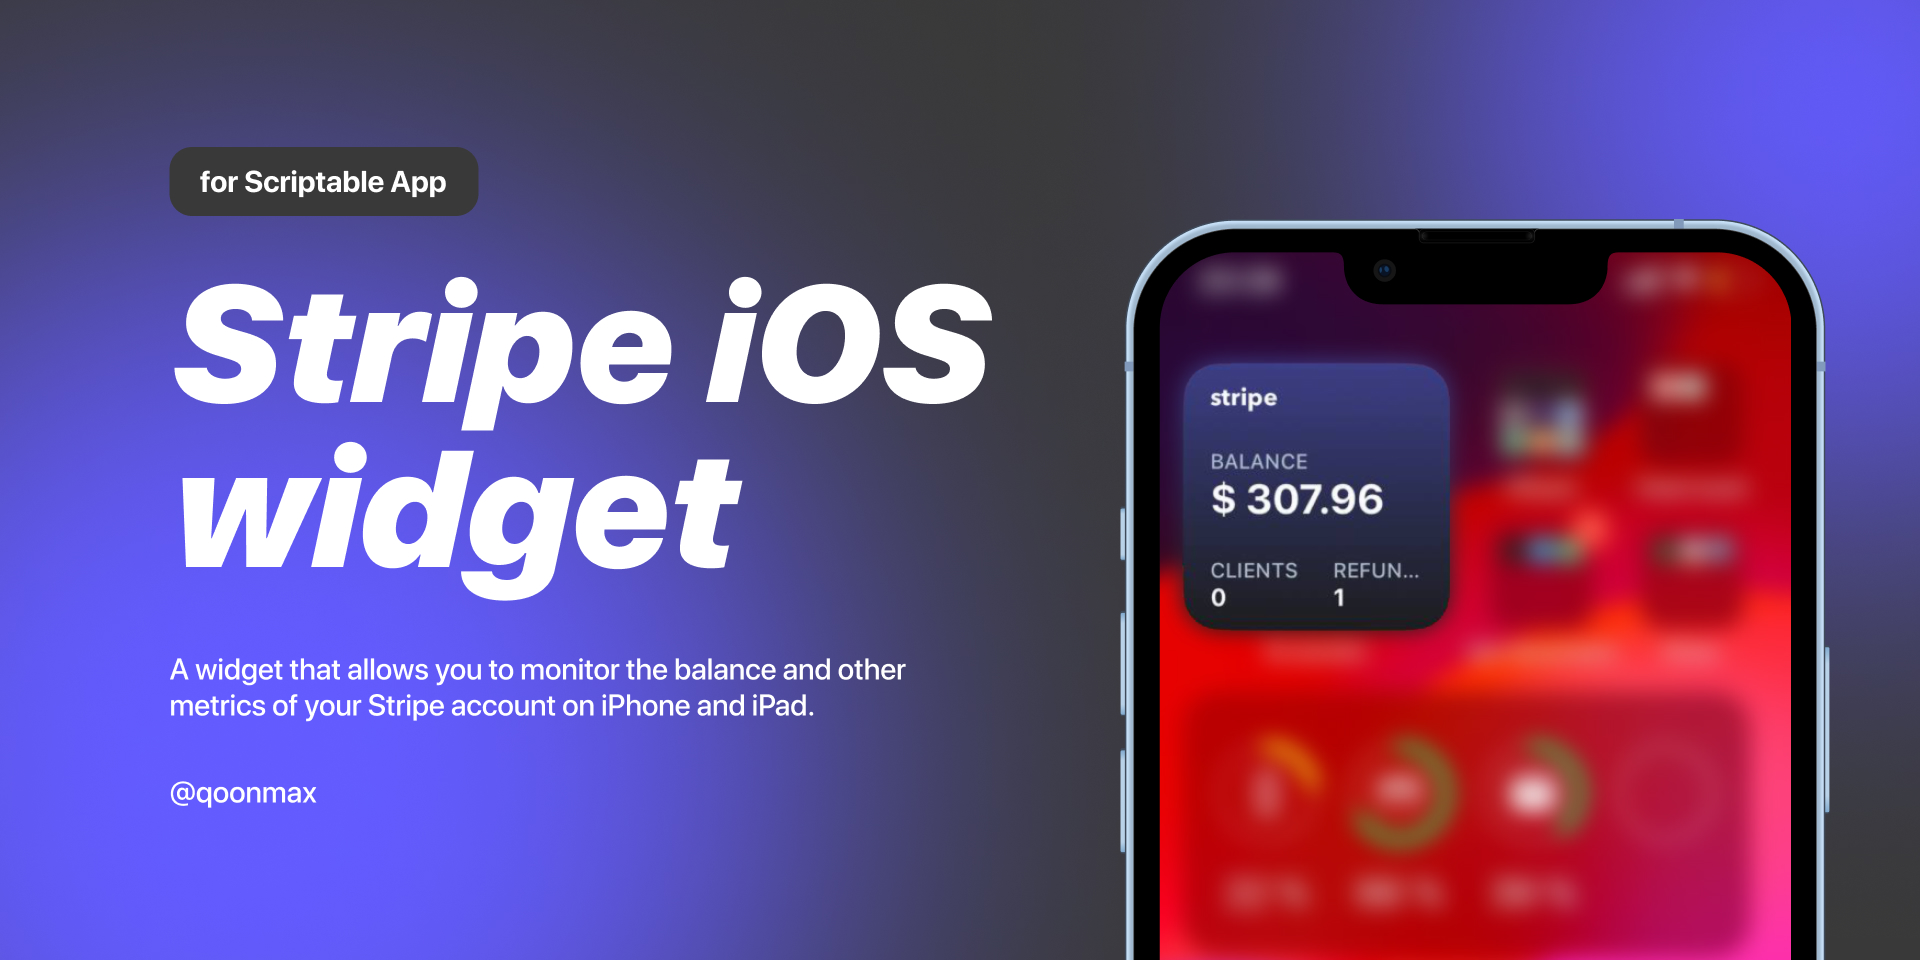 for Scriptable App
Stripe iOS
widget
A widget that allows you to monitor the balance and other
metrics of your Stripe account on iPhone and iPad.
@qoonmax
stripe
BALANCE
$ 307.96
CLIENTS REFUN...
0 1